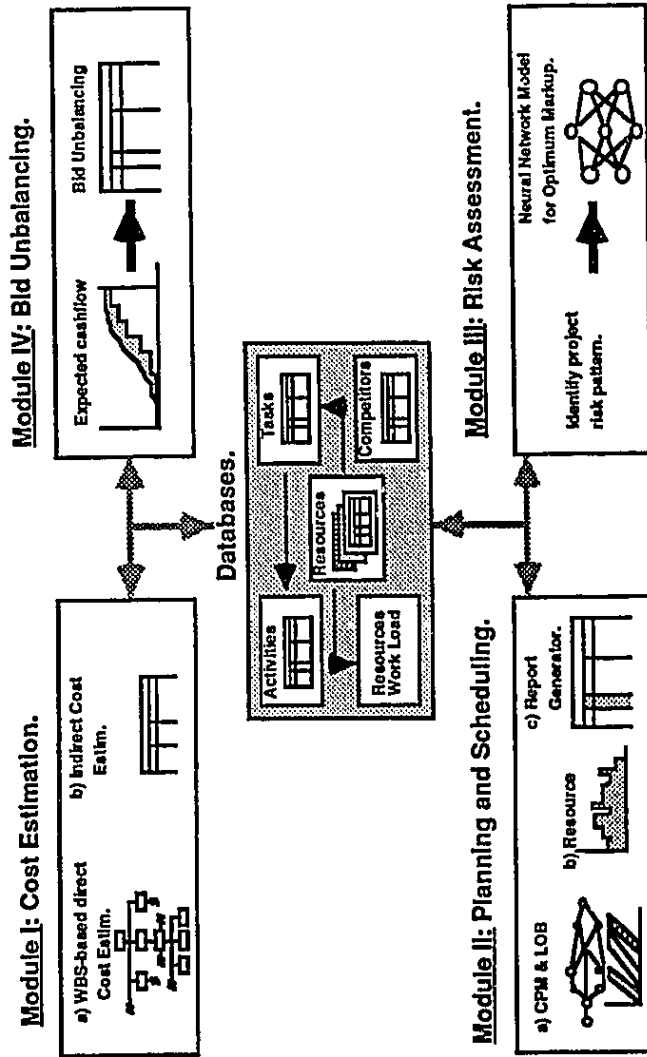 Module I: Cost Estimation.
a) WBS-based direct
Cost Estim.
b) Indirect Cost
Estim.
Module IV: Bid Unbalancing.
Expected cashflow
Bid Unbalancing
Databases.
Activities
Tasks
Resources
Resources
Work Load
Competitors
Module II: Planning and Scheduling.
a) CPM & LOB
b) Resource
c) Report
Generator.
Module III: Risk Assessment.
Identify project
risk pattern.
Neural Network Model
for Optimum Markup.